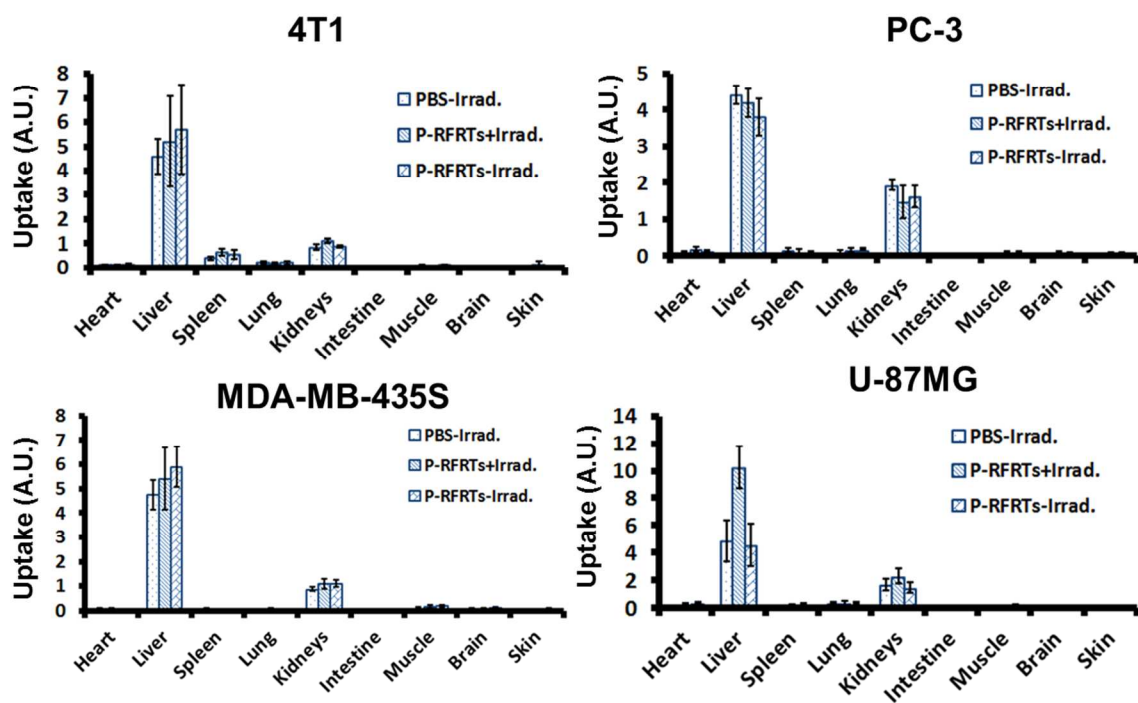 4T1
Uptake (A.U.)
8
7
6
5
4
3
2
1
0
PBS-Irrad.
P-RFRTs+Irrad.
P-RFRTs-Irrad.
Heart
Liver
Spleen
Lung
Kidneys
Intestine
Muscle
Brain
Skin
PC-3
Uptake (A.U.)
5
4
3
2
1
0
PBS-Irrad.
P-RFRTs+Irrad.
P-RFRTs-Irrad.
Heart
Liver
Spleen
Lung
Kidneys
Intestine
Muscle
Brain
Skin
MDA-MB-435S
Uptake (A.U.)
8
7
6
5
4
3
2
1
0
PBS-Irrad.
P-RFRTs+Irrad.
P-RFRTs-Irrad.
Heart
Liver
Spleen
Lung
Kidneys
Intestine
Muscle
Brain
Skin
U-87MG
Uptake (A.U.)
14
12
10
8
6
4
2
0
PBS-Irrad.
P-RFRTs+Irrad.
P-RFRTs-Irrad.
Heart
Liver
Spleen
Lung
Kidneys
Intestine
Muscle
Brain
Skin